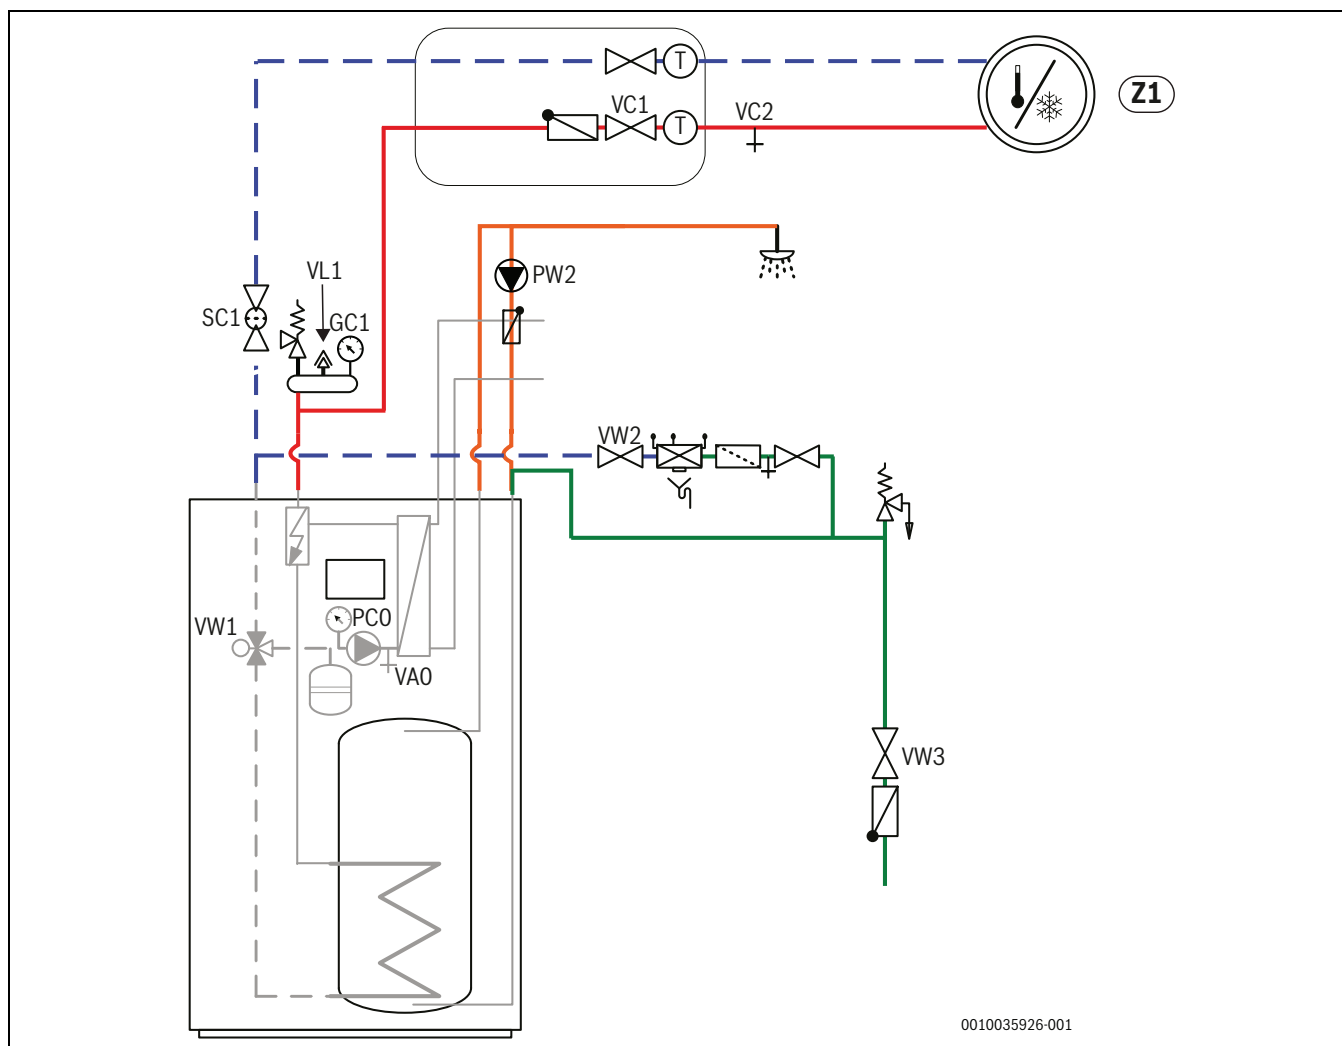 T
Z1
VC1
T
VC2
VL1
PW2
SC1
GC1
VW2
PC0
VW1
VA0
VW3
0010035926-001